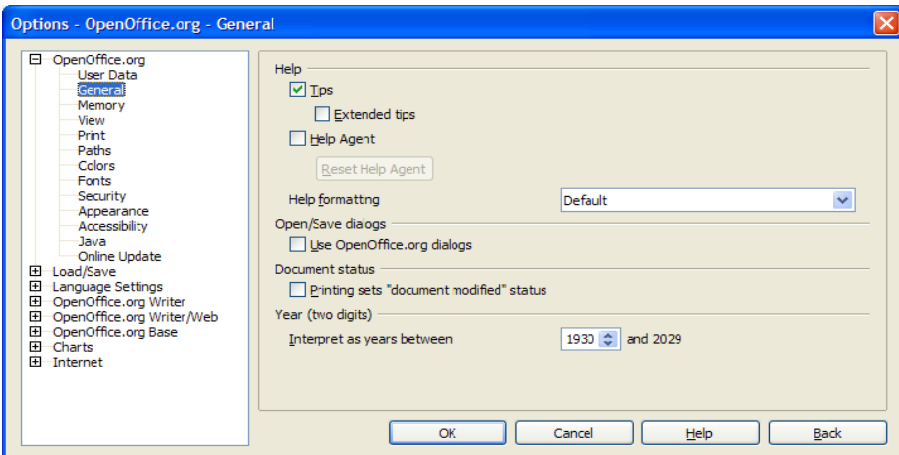 Options - OpenOffice.org - General
OpenOffice.org
User Data
General
Memory
View
Print
Paths
Colors
Fonts
Security
Appearance
Accessibility
Java
Online Update
Load/Save
Language Settings
OpenOffice.org Writer
OpenOffice.org Writer/Web
OpenOffice.org Base
Charts
Internet
Help
Tips
Extended tips
Help Agent
Reset Help Agent
Help formatting Default
Open/Save dialogs
Use OpenOffice.org dialogs
Document status
Printing sets "document modified" status
Year (two digits)
Interpret as years between 1930 and 2029
OK Cancel Help Back